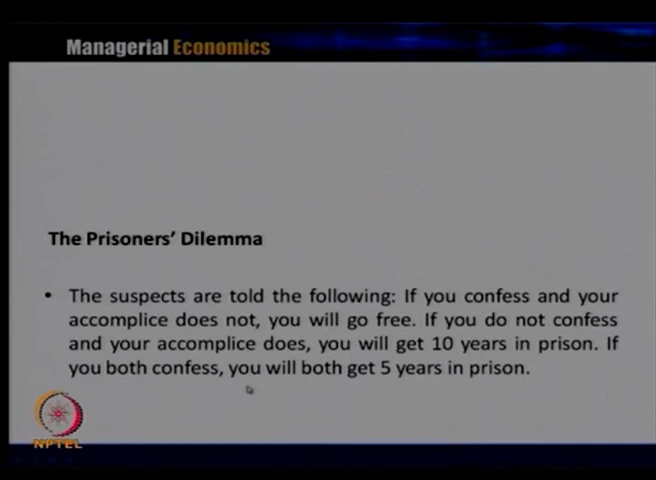 Managerial Economics
The Prisoners' Dilemma
• The suspects are told the following: If you confess and your
accomplice does not, you will go free. If you do not confess
and your accomplice does, you will get 10 years in prison. If
you both confess, you will both get 5 years in prison.
NPTEL